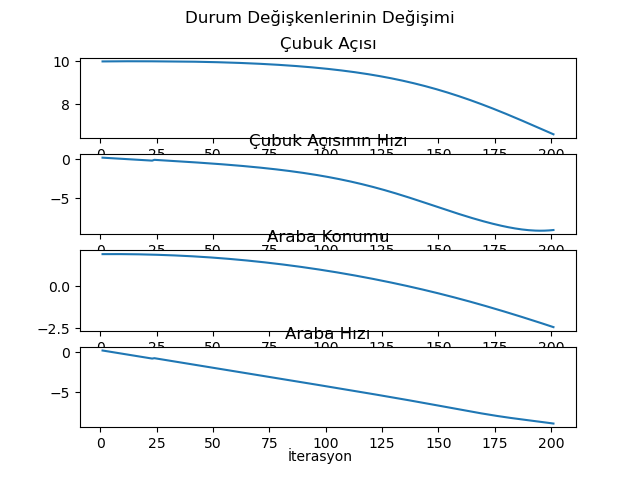 Durum Değişkenlerinin Değişimi
Çubuk Açısı
10
8
0 25 50 75 100 125 150 175 200
Çubuk Açısının Hızı
0
−5
0 25 50 75 100 125 150 175 200
Araba Konumu
0.0
−2.5
0 25 50 75 100 125 150 175 200
Araba Hızı
0
−5
0 25 50 75 100 125 150 175 200
İterasyon